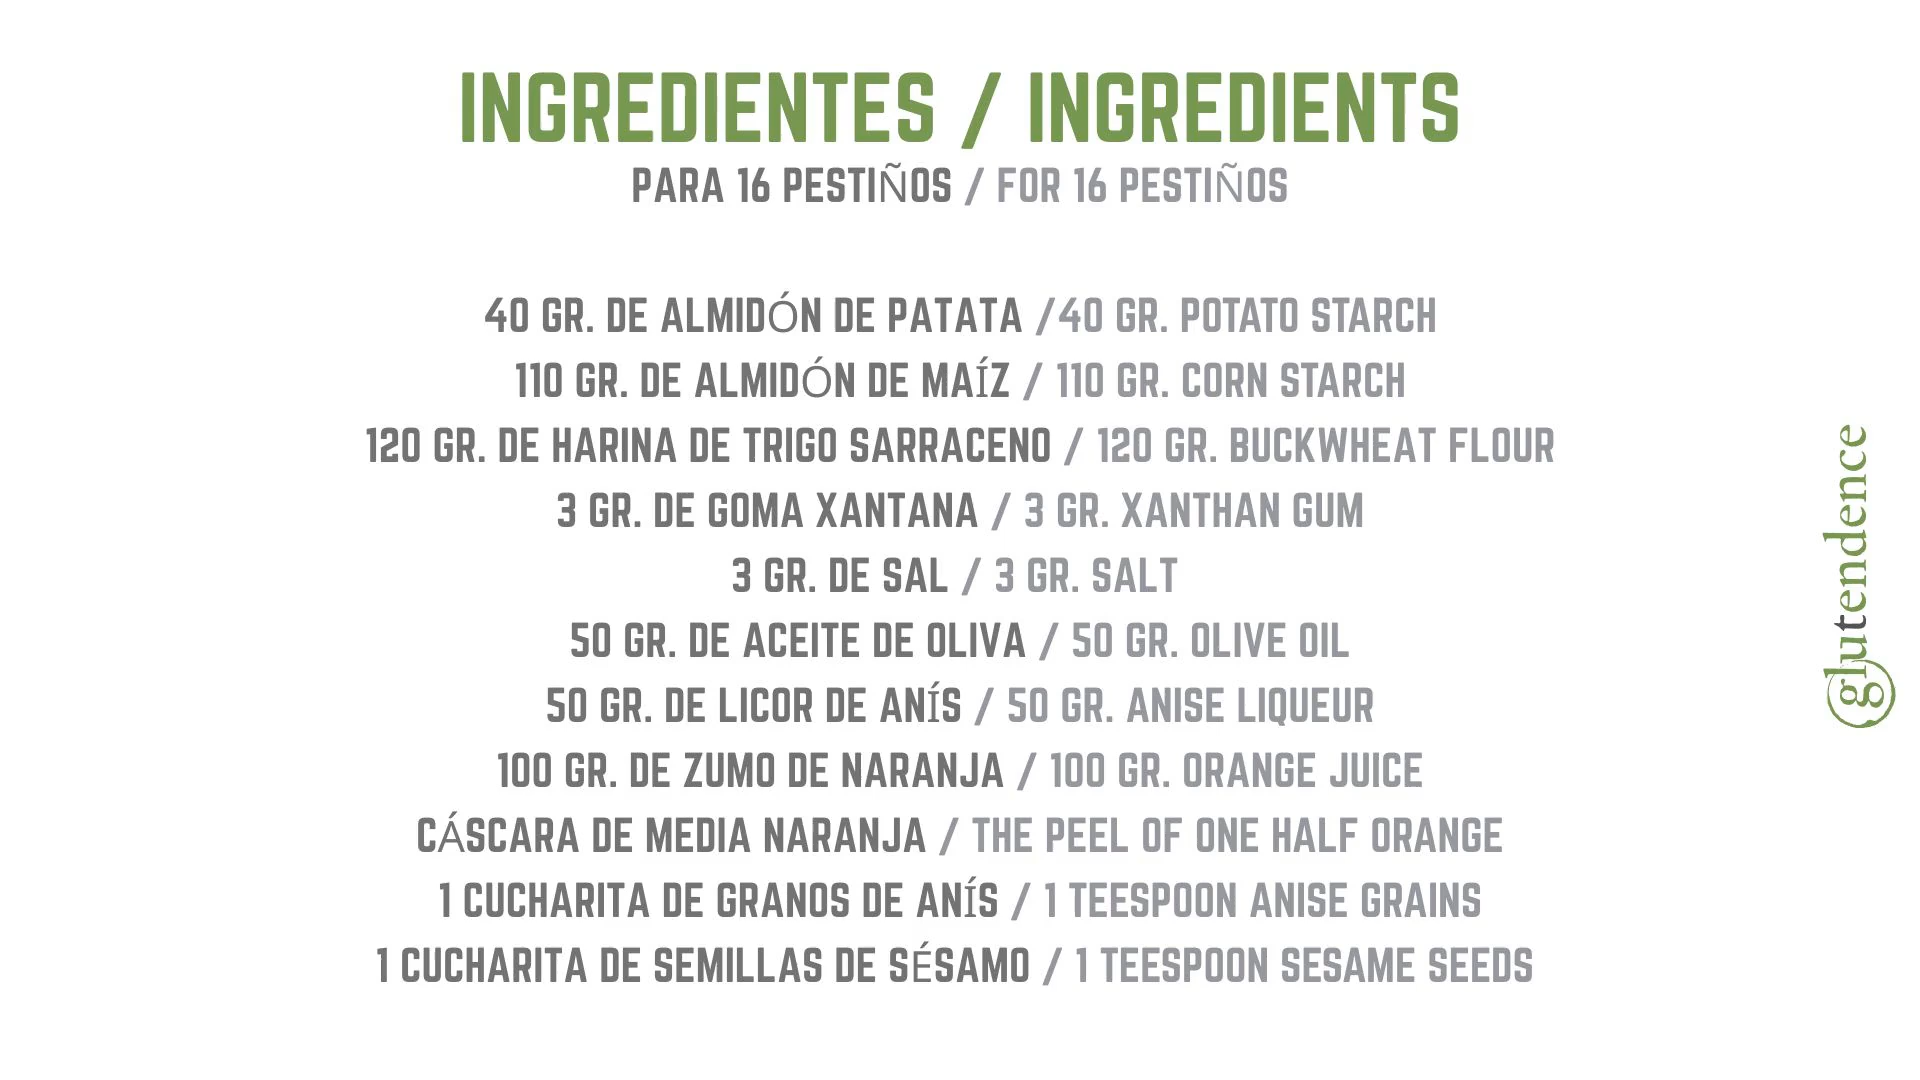 INGREDIENTES / INGREDIENTS
PARA 16 PESTIÑOS / FOR 16 PESTIÑOS
40 GR. DE ALMIDÓN DE PATATA /40 GR. POTATO STARCH
110 GR. DE ALMIDÓN DE MAÍZ / 110 GR. CORN STARCH
120 GR. DE HARINA DE TRIGO SARRACENO / 120 GR. BUCKWHEAT FLOUR
3 GR. DE GOMA XANTANA / 3 GR. XANTHAN GUM
3 GR. DE SAL / 3 GR. SALT
50 GR. DE ACEITE DE OLIVA / 50 GR. OLIVE OIL
50 GR. DE LICOR DE ANÍS / 50 GR. ANISE LIQUEUR
100 GR. DE ZUMO DE NARANJA / 100 GR. ORANGE JUICE
CÁSCARA DE MEDIA NARANJA / THE PEEL OF ONE HALF ORANGE
1 CUCHARITA DE GRANOS DE ANÍS / 1 TEESPOON ANISE GRAINS
1 CUCHARITA DE SEMILLAS DE SÉSAMO / 1 TEESPOON SESAME SEEDS
glutendence